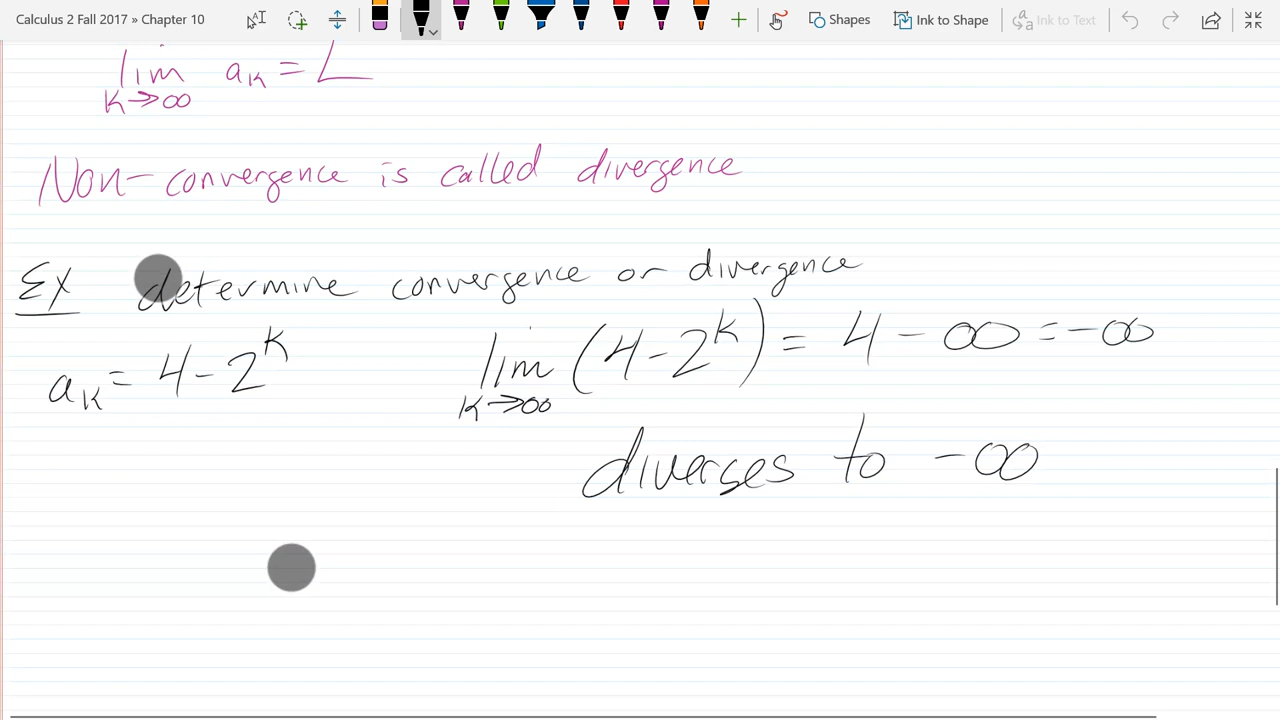 Calculus 2 Fall 2017 » Chapter 10
Shapes
Ink to Shape
Ink to Text
lim a_k = L
k→∞
Non-convergence is called divergence
Ex determine convergence or divergence
a_k = 4 - 2^k
lim (4 - 2^k) = 4 - ∞ = -∞
k→∞
diverges to -∞